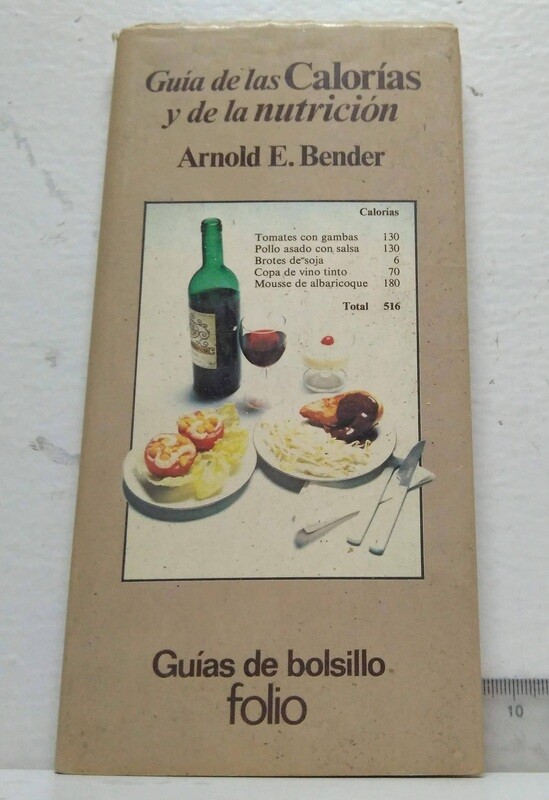 Guía de las Calorías
y de la nutrición
Arnold E. Bender
Calorías
Tomates con gambas 130
Pollo asado con salsa 130
Brotes de soja 6
Copa de vino tinto 70
Mousse de albaricoque 180
Total 516
Guías de bolsillo
folio
10